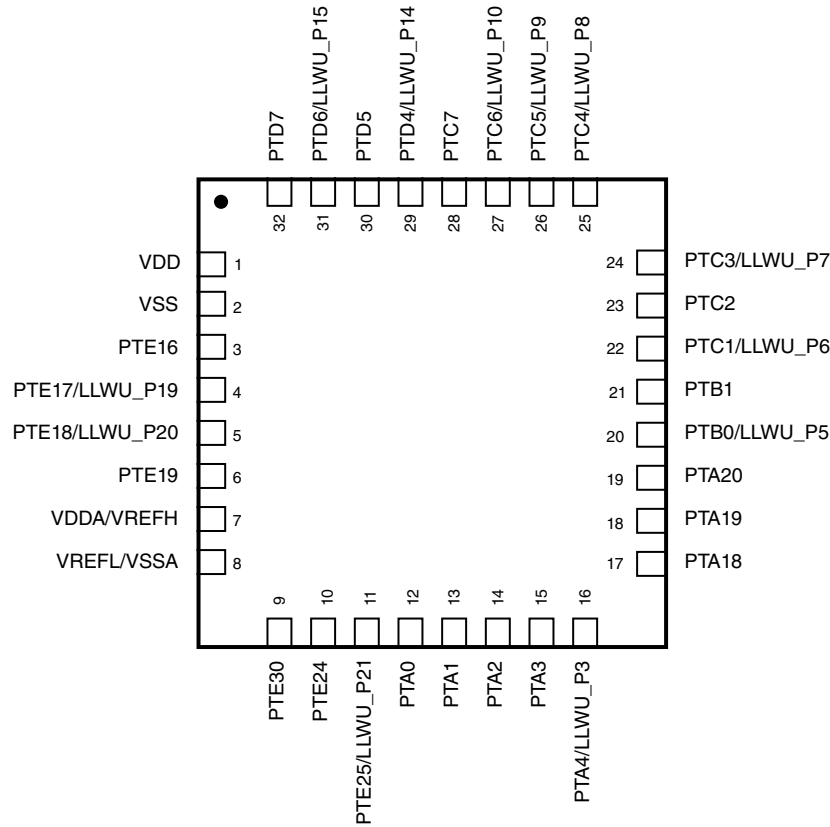 PTD7
PTD6/LLWU_P15
PTD5
PTD4/LLWU_P14
PTC7
PTC6/LLWU_P10
PTC5/LLWU_P9
PTC4/LLWU_P8
32
31
30
29
28
27
26
25
VDD
1
VSS
2
PTE16
3
PTE17/LLWU_P19
4
PTE18/LLWU_P20
5
PTE19
6
VDDA/VREFH
7
VREFL/VSSA
8
24
PTC3/LLWU_P7
23
PTC2
22
PTC1/LLWU_P6
21
PTB1
20
PTB0/LLWU_P5
19
PTA20
18
PTA19
17
PTA18
9
10
11
12
13
14
15
16
PTE30
PTE24
PTE25/LLWU_P21
PTA0
PTA1
PTA2
PTA3
PTA4/LLWU_P3